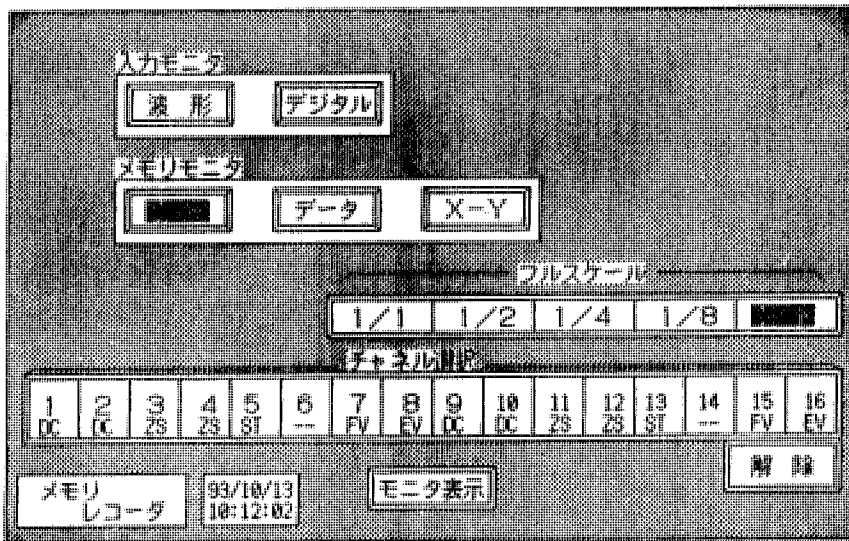 入力モニタ
波形 デジタル
メモリモニタ
データ X-Y
フルスケール
1/1 1/2 1/4 1/8
チャネル
1 2 3 4 5 6 7 8 9 10 11 12 13 14 15 16
DC DC ZS ZS ST -- FV EV DC DC ZS ZS ST -- FV EV
解除
メモリ 93/10/13 モニタ表示
レコーダ 10:12:02